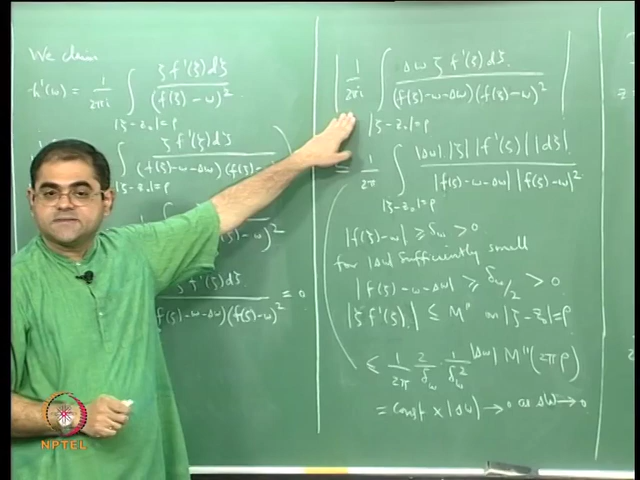 We claim
h'(w) = 1/2πi ∫_{|ζ-z₀|=ρ} ζ f'(ζ) dζ / (f(ζ)-w)²
∫_{|ζ-z₀|=ρ} ζ f'(ζ) dζ / (f(ζ)-w-Δw)(f(ζ)
ζ f'(ζ) dζ / (f(ζ)-w-Δw)(f(ζ)-w)² = 0
| 1/2πi ∫_{|ζ-z₀|=ρ} Δw ζ f'(ζ) dζ / (f(ζ)-w-Δw)(f(ζ)-w)² |
= 1/2π ∫_{|ζ-z₀|=ρ} |Δw| |ζ| |f'(ζ)| |dζ| / |f(ζ)-w-Δw| |f(ζ)-w|²
|f(ζ)-w| ≥ δ_w > 0
for |Δw| sufficiently small
|f(ζ)-w-Δw| ≥ δ_w/2 > 0
|ζ f'(ζ)| ≤ M" on |ζ-z₀|=ρ
≤ 1/2π 2/δ_w 1/δ_w² |Δw| M" (2πρ)
= Const × |Δw| → 0 as Δw → 0
NPTEL